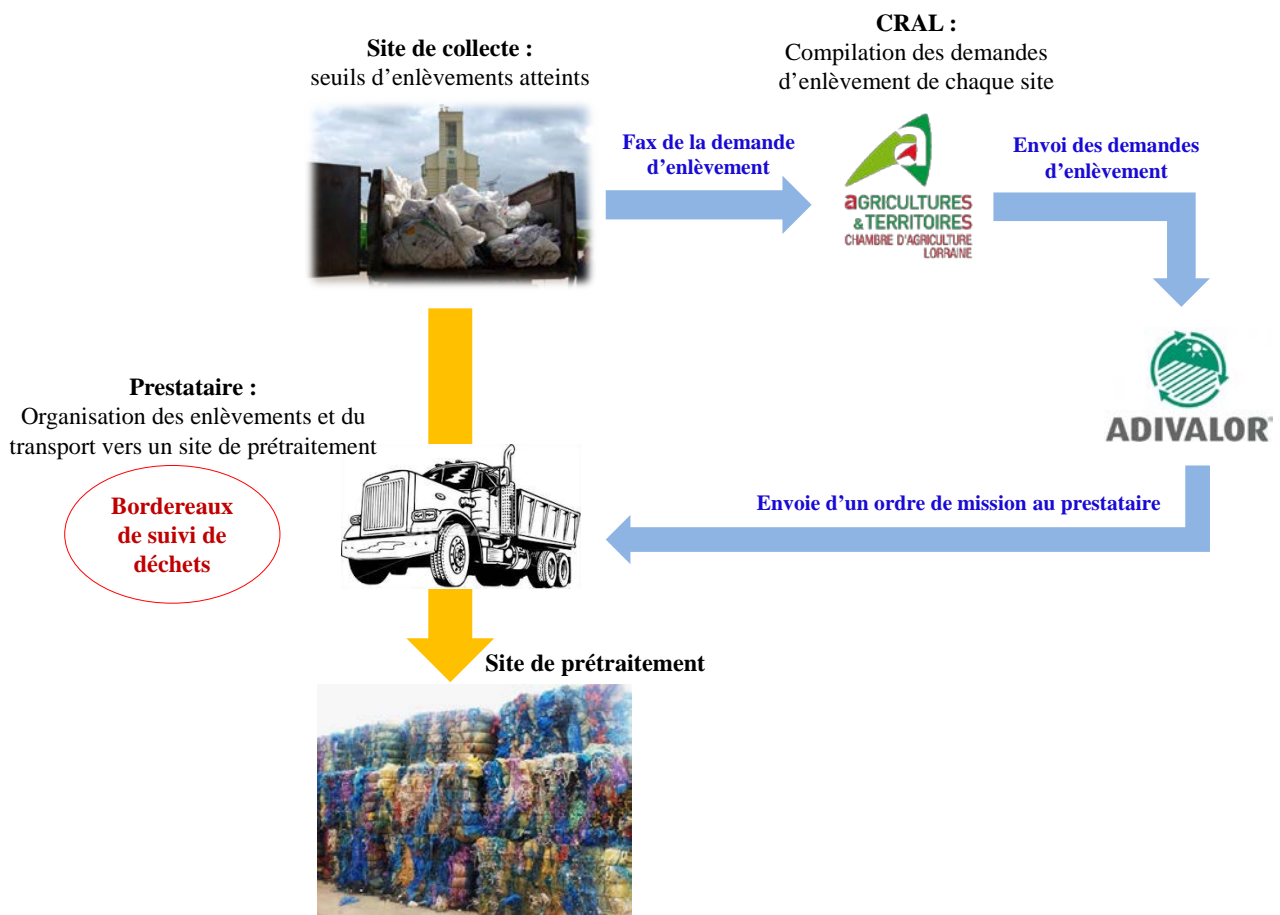 CRAL :
Compilation des demandes
d’enlèvement de chaque site
Site de collecte :
seuils d’enlèvements atteints
Fax de la demande
d’enlèvement
Envoi des demandes
d’enlèvement
aGRICULTURES
& TERRITOIRES
CHAMBRE D'AGRICULTURE
LORRAINE
ADIVALOR
Prestataire :
Organisation des enlèvements et du
transport vers un site de prétraitement
Bordereaux
de suivi de
déchets
Envoie d’un ordre de mission au prestataire
Site de prétraitement